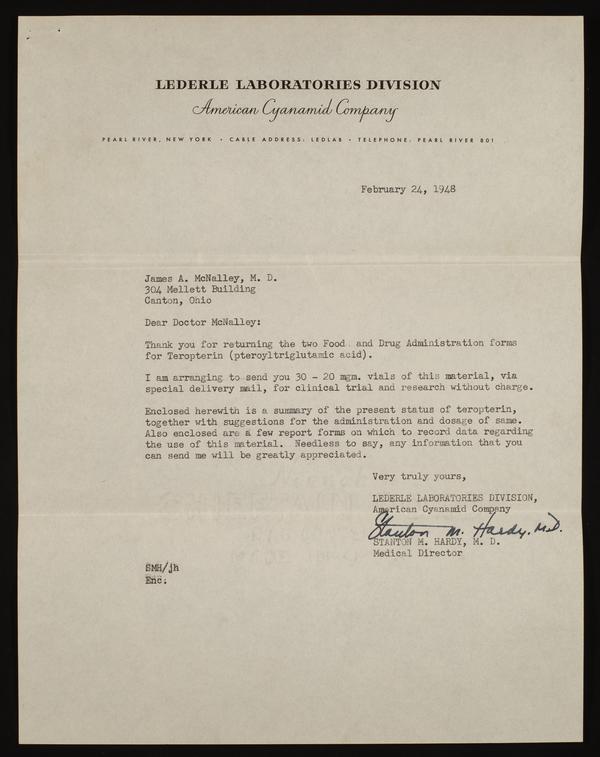 LEDERLE LABORATORIES DIVISION
American Cyanamid Company
PEARL RIVER, NEW YORK • CABLE ADDRESS: LEDLAB • TELEPHONE: PEARL RIVER 801
February 24, 1948
James A. McNalley, M. D.
304 Mellett Building
Canton, Ohio
Dear Doctor McNalley:
Thank you for returning the two Food and Drug Administration forms
for Teropterin (pteroyltriglutamic acid).
I am arranging to send you 30 - 20 mgm. vials of this material, via
special delivery mail, for clinical trial and research without charge.
Enclosed herewith is a summary of the present status of teropterin,
together with suggestions for the administration and dosage of same.
Also enclosed are a few report forms on which to record data regarding
the use of this material. Needless to say, any information that you
can send me will be greatly appreciated.
Very truly yours,
LEDERLE LABORATORIES DIVISION,
American Cyanamid Company
Stanton M. Hardy, M.D.
STANTON M. HARDY, M. D.
Medical Director
SMH/jh
Enc.